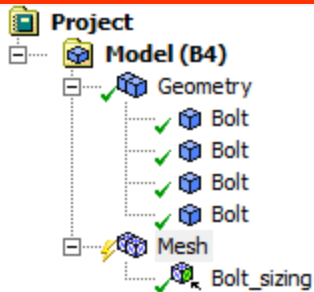 Project
Model (B4)
Geometry
Bolt
Bolt
Bolt
Bolt
Mesh
Bolt_sizing